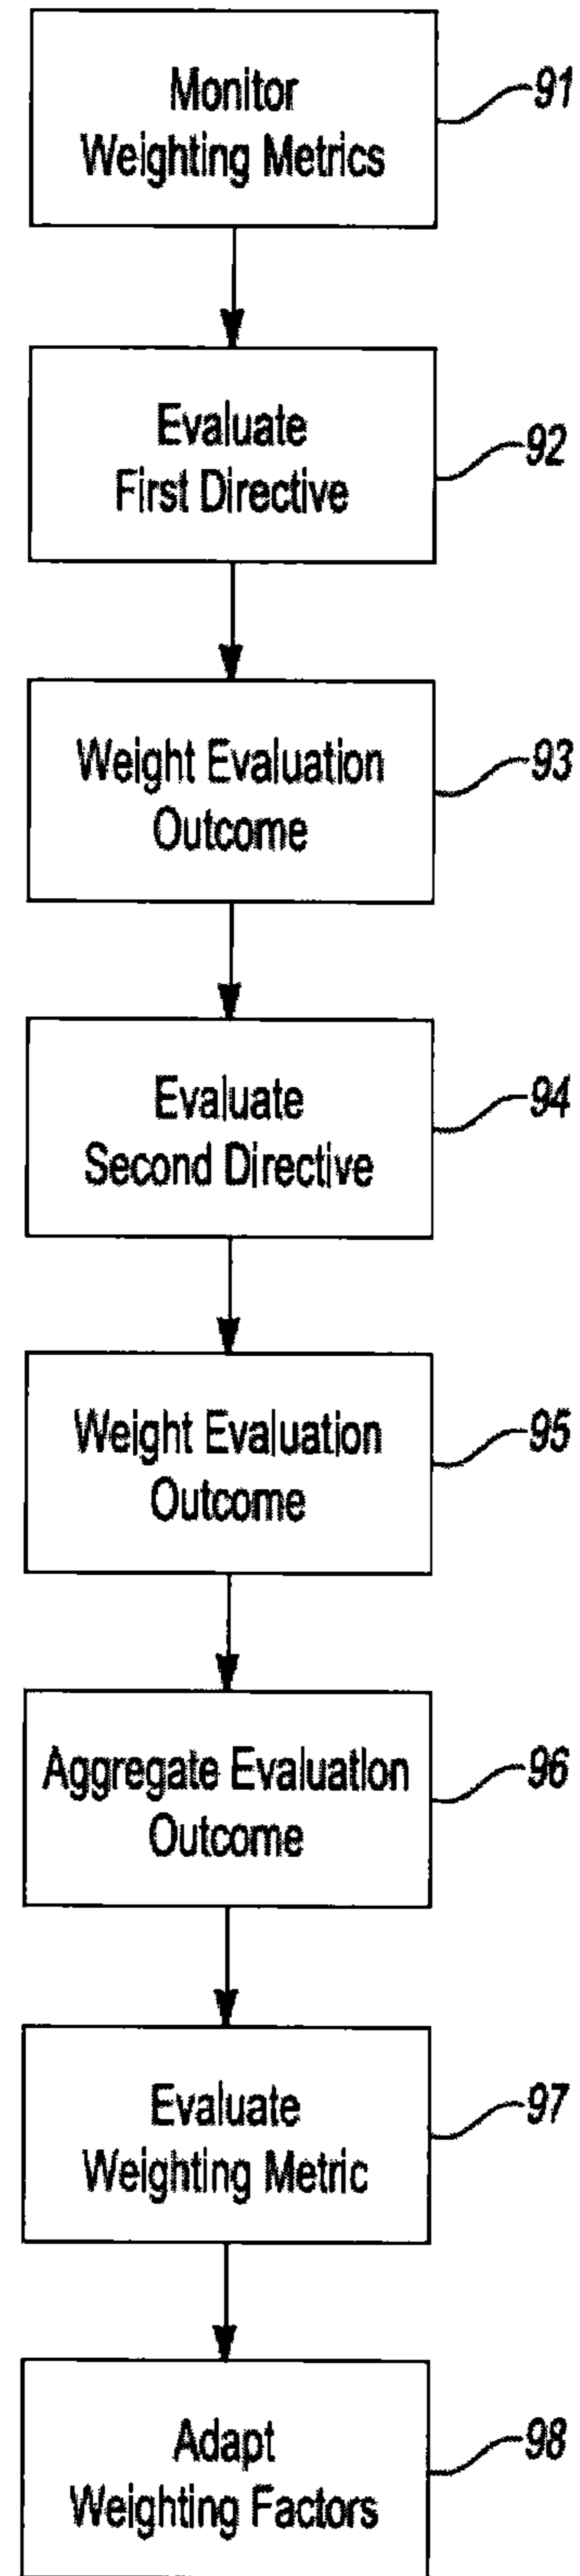 Monitor
Weighting Metrics
91
Evaluate
First Directive
92
Weight Evaluation
Outcome
93
Evaluate
Second Directive
94
Weight Evaluation
Outcome
95
Aggregate Evaluation
Outcome
96
Evaluate
Weighting Metric
97
Adapt
Weighting Factors
98